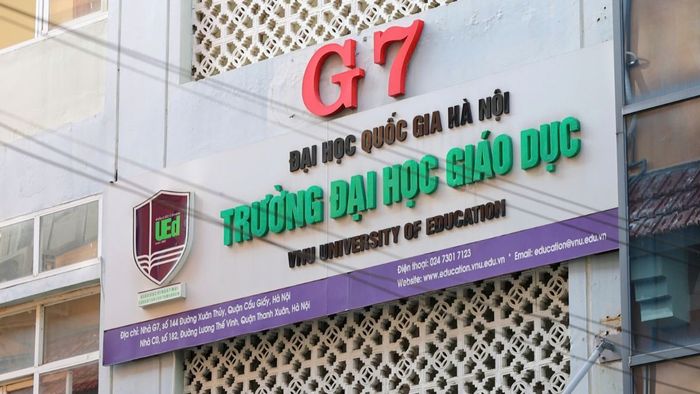 G7
ĐẠI HỌC QUỐC GIA HÀ NỘI
TRƯỜNG ĐẠI HỌC GIÁO DỤC
VNU UNIVERSITY OF EDUCATION
UEd
Điện thoại: 024 7301 7123
Website: www.education.vnu.edu.vn * Email: education@vnu.edu.vn
Địa chỉ: Nhà G7, số 144 Đường Xuân Thủy, Quận Cầu Giấy, Hà Nội
Nhà C0, số 182, Đường Lương Thế Vinh, Quận Thanh Xuân, Hà Nội